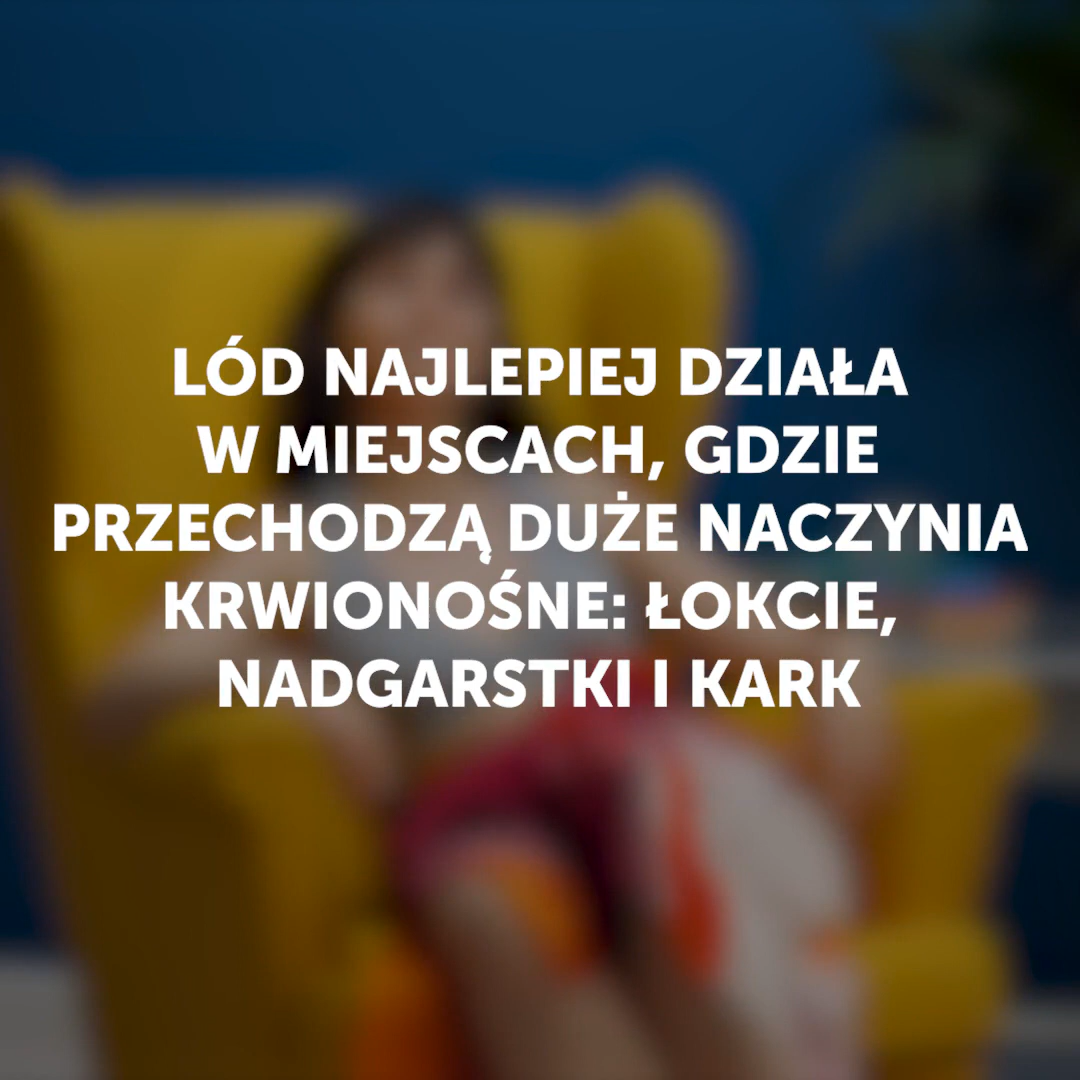 LÓD NAJLEPIEJ DZIAŁA
W MIEJSCACH, GDZIE
PRZECHODZĄ DUŻE NACZYNIA
KRWIONOŚNE: ŁOKCIE,
NADGARSTKI I KARK